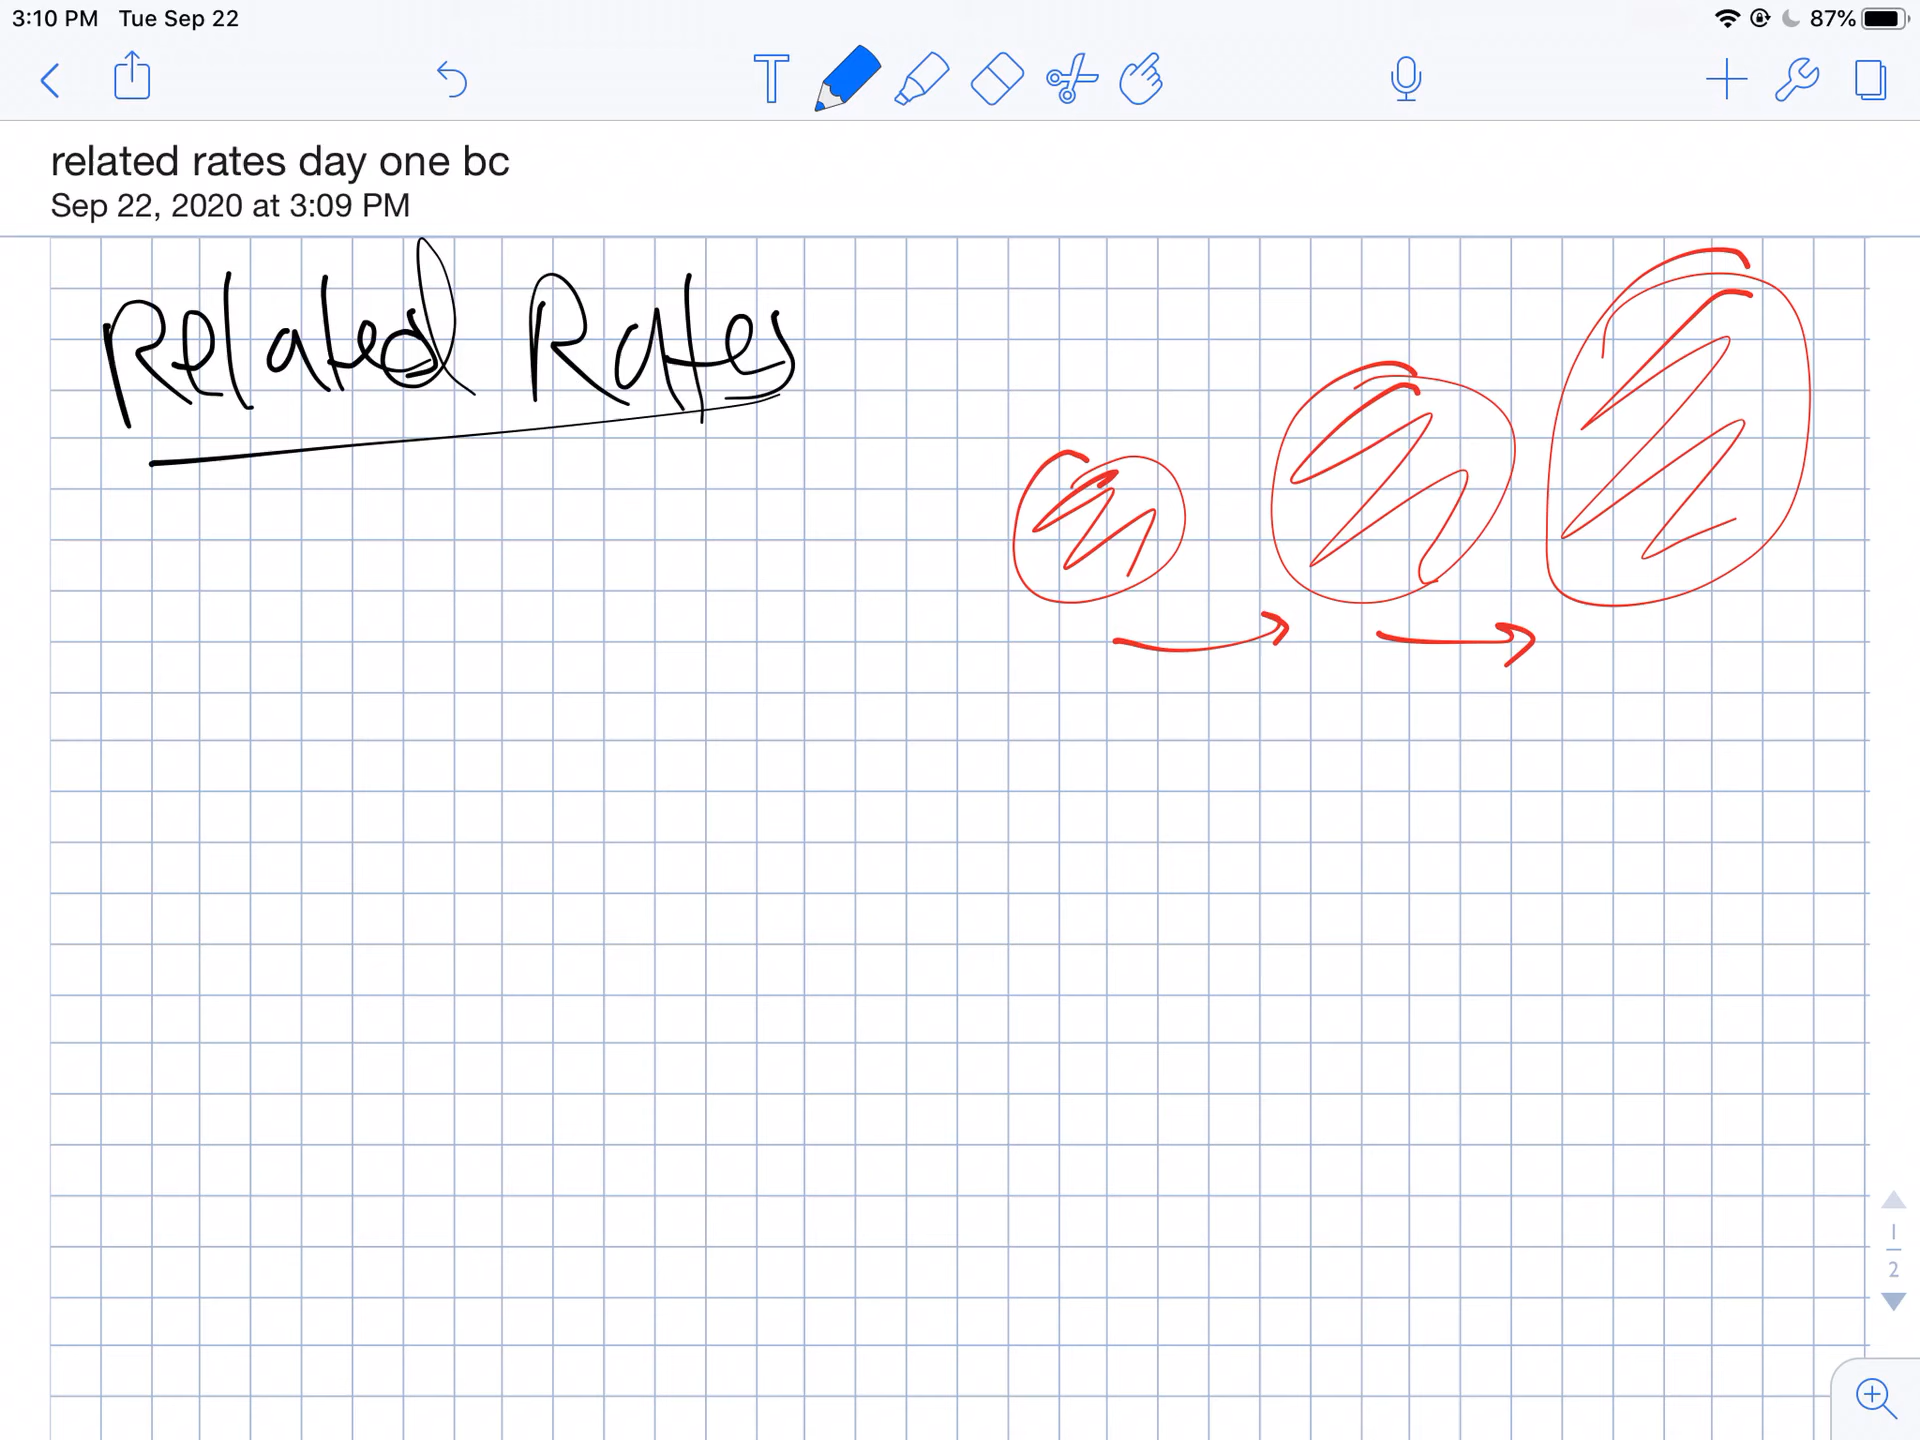 3:10 PM Tue Sep 22 87%
T
related rates day one bc
Sep 22, 2020 at 3:09 PM
Related Rates
1
2